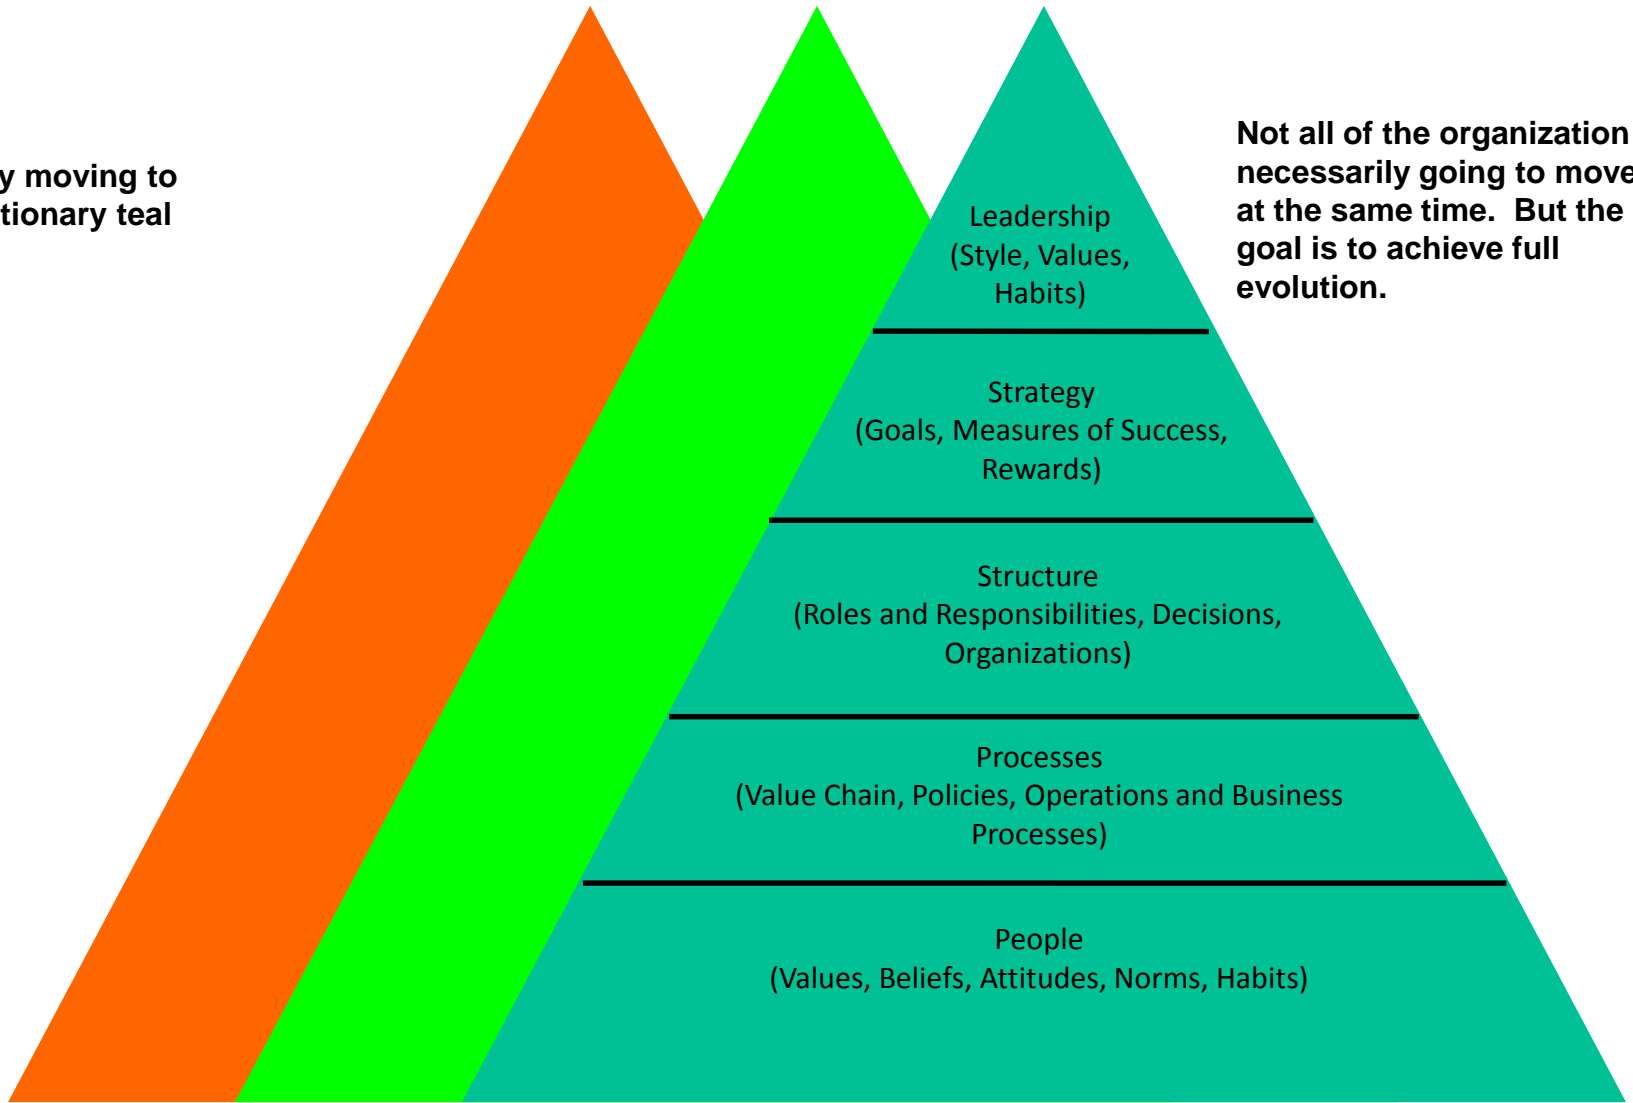 y moving to
tionary teal
Not all of the organization
necessarily going to move
at the same time.  But the
goal is to achieve full
evolution.
Leadership
(Style, Values,
Habits)
Strategy
(Goals, Measures of Success,
Rewards)
Structure
(Roles and Responsibilities, Decisions,
Organizations)
Processes
(Value Chain, Policies, Operations and Business
Processes)
People
(Values, Beliefs, Attitudes, Norms, Habits)